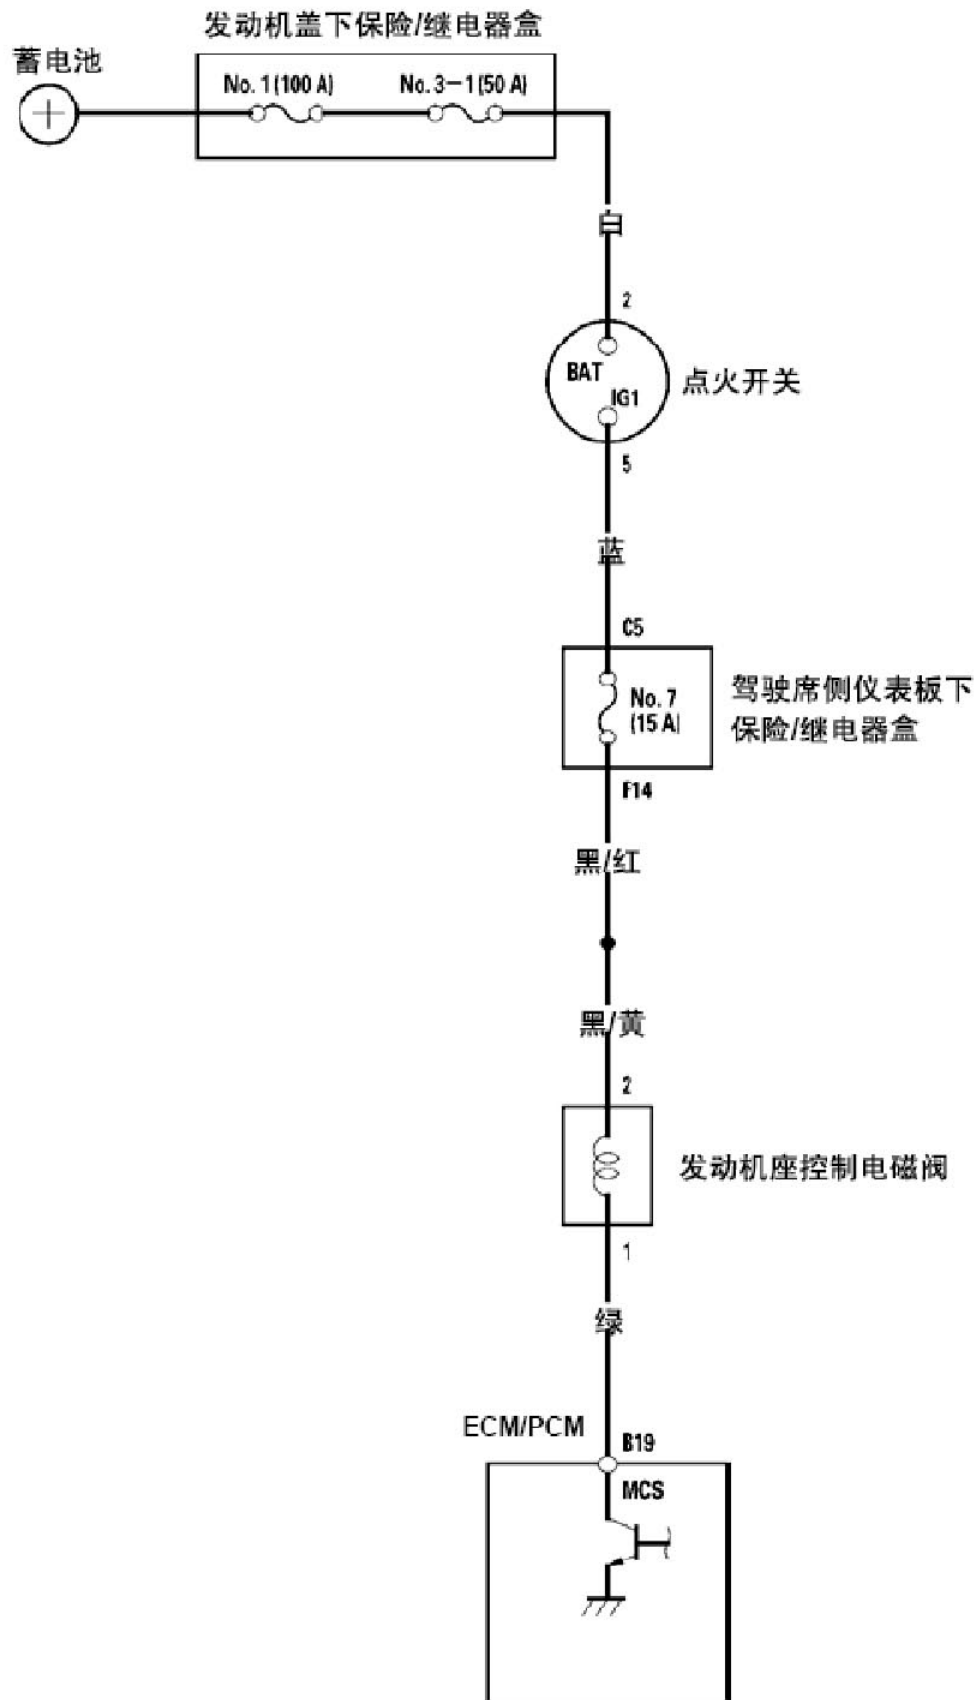 发动机盖下保险/继电器盒
蓄电池
No. 1 (100 A)
No. 3－1 (50 A)
白
2
BAT
点火开关
IG1
5
蓝
C5
驾驶席侧仪表板下
保险/继电器盒
No. 7
(15 A)
F14
黑/红
黑/黄
2
发动机座控制电磁阀
1
绿
ECM/PCM
B19
MCS